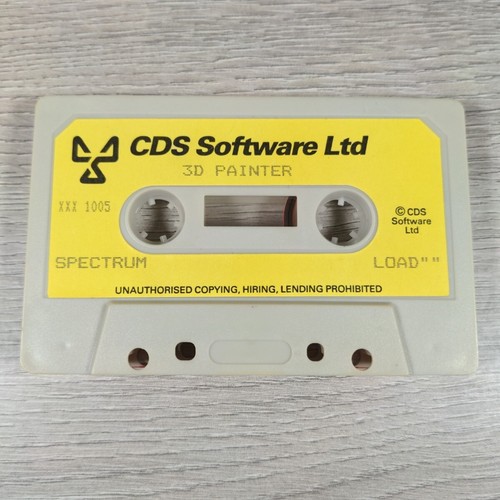 CDS Software Ltd
3D PAINTER
XXX 1005
© CDS
Software
Ltd
SPECTRUM
LOAD""
UNAUTHORISED COPYING, HIRING, LENDING PROHIBITED